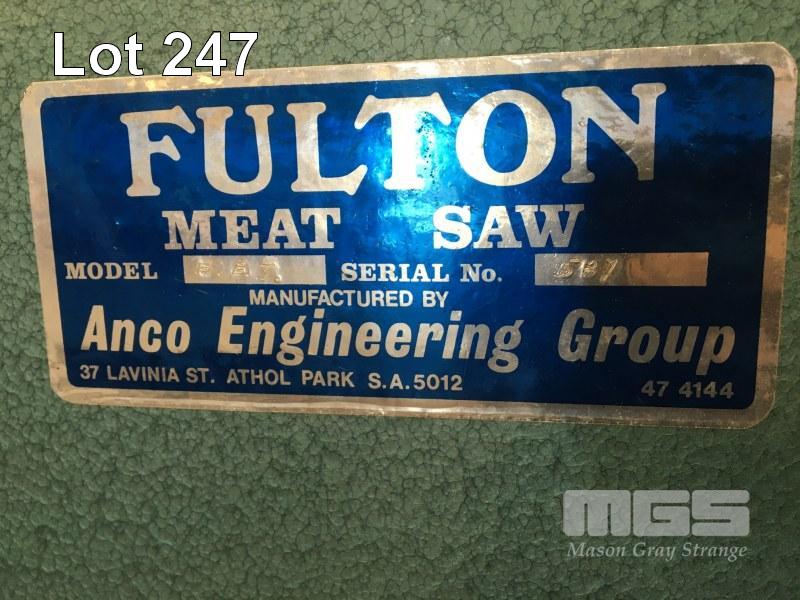 Lot 247
FULTON
MEAT SAW
MODEL SERIAL No.
MANUFACTURED BY
Anco Engineering Group
37 LAVINIA ST. ATHOL PARK S.A. 5012 47 4144
MGS
Mason Gray Strange